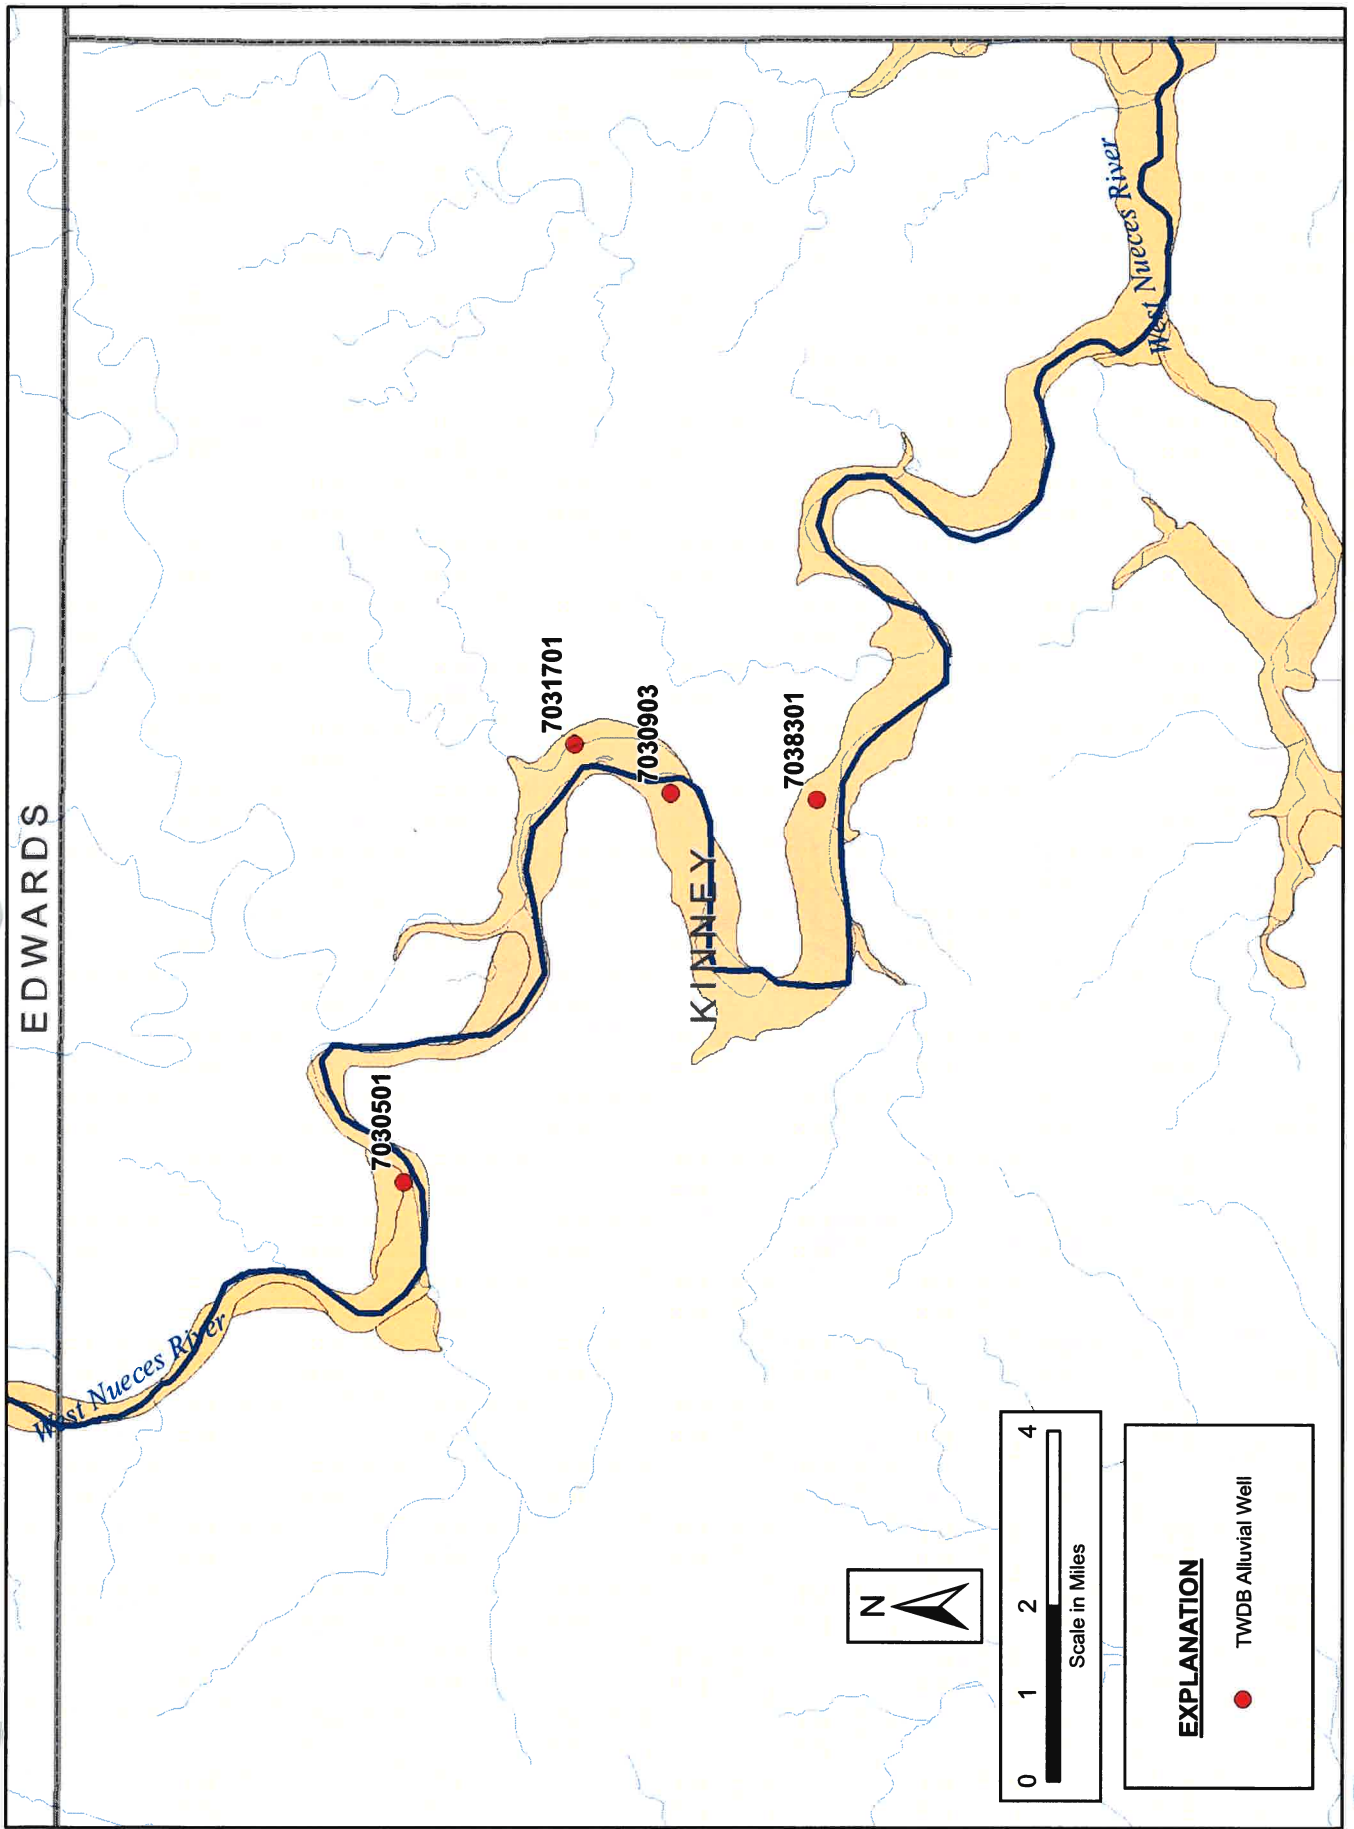 EDWARDS
West Nueces River
7030501
7031701
7030903
KINNEY
7038301
West Nueces River
N
0 1 2 4
Scale in Miles
EXPLANATION
TWDB Alluvial Well